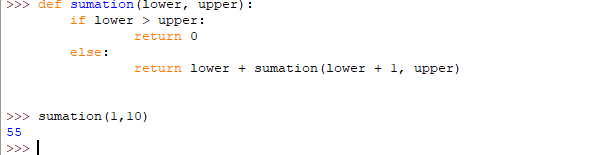 >>> def sumation(lower, upper):
        if lower > upper:
                return 0
        else:
                return lower + sumation(lower + 1, upper)
>>> sumation(1,10)
55
>>>